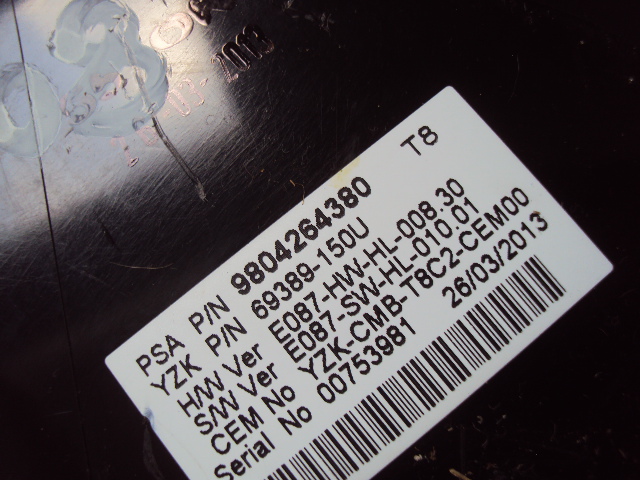 T8
PSA P/N 9804264380
YZK P/N 69389-150U
H/W Ver E087-HW-HL-008.30
S/W Ver E087-SW-HL-010.01
CEM No YZK-CMB-T8C2-CEM00
Serial No 00753981 26/03/2013